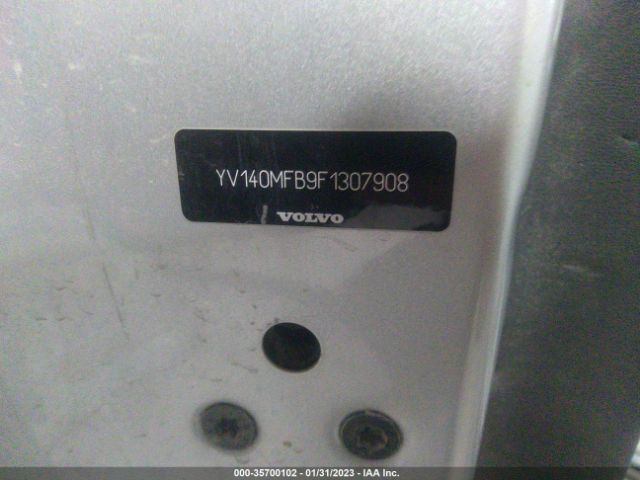 YV140MFB9F1307908
VOLVO
000-35700102 - 01/31/2023 - IAA Inc.